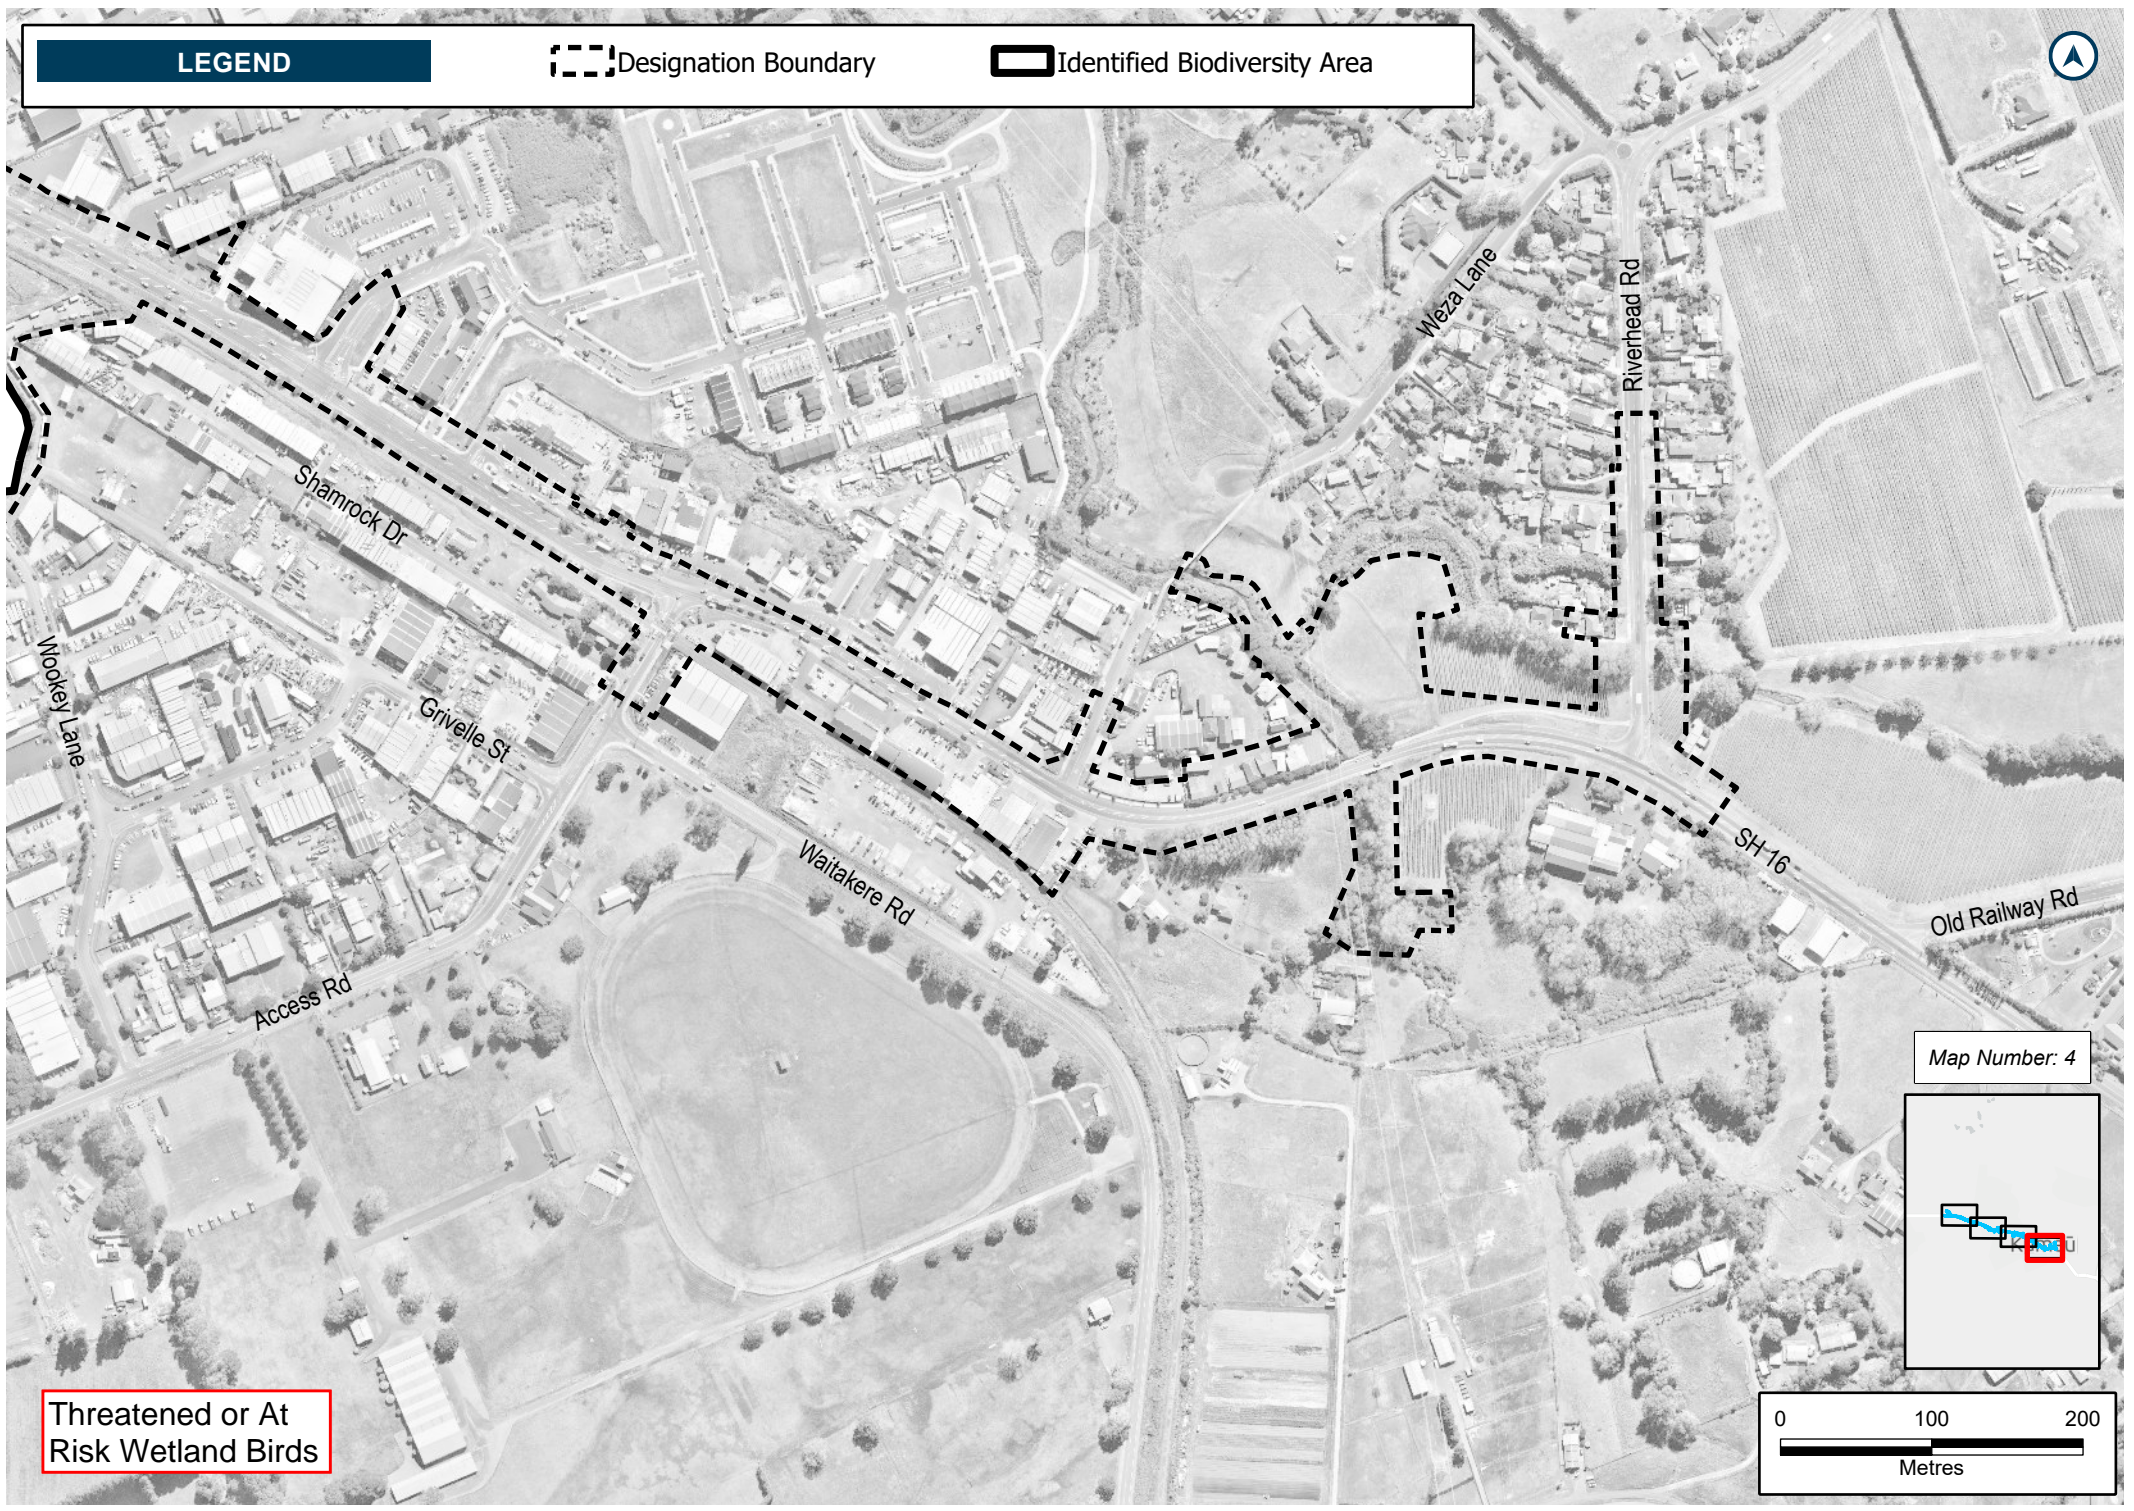 LEGEND
Designation Boundary
Identified Biodiversity Area
Weza Lane
Riverhead Rd
Shamrock Dr
Wookey Lane
Grivelle St
Waitakere Rd
SH 16
Old Railway Rd
Access Rd
Map Number: 4
Threatened or At
Risk Wetland Birds
0 100 200
Metres